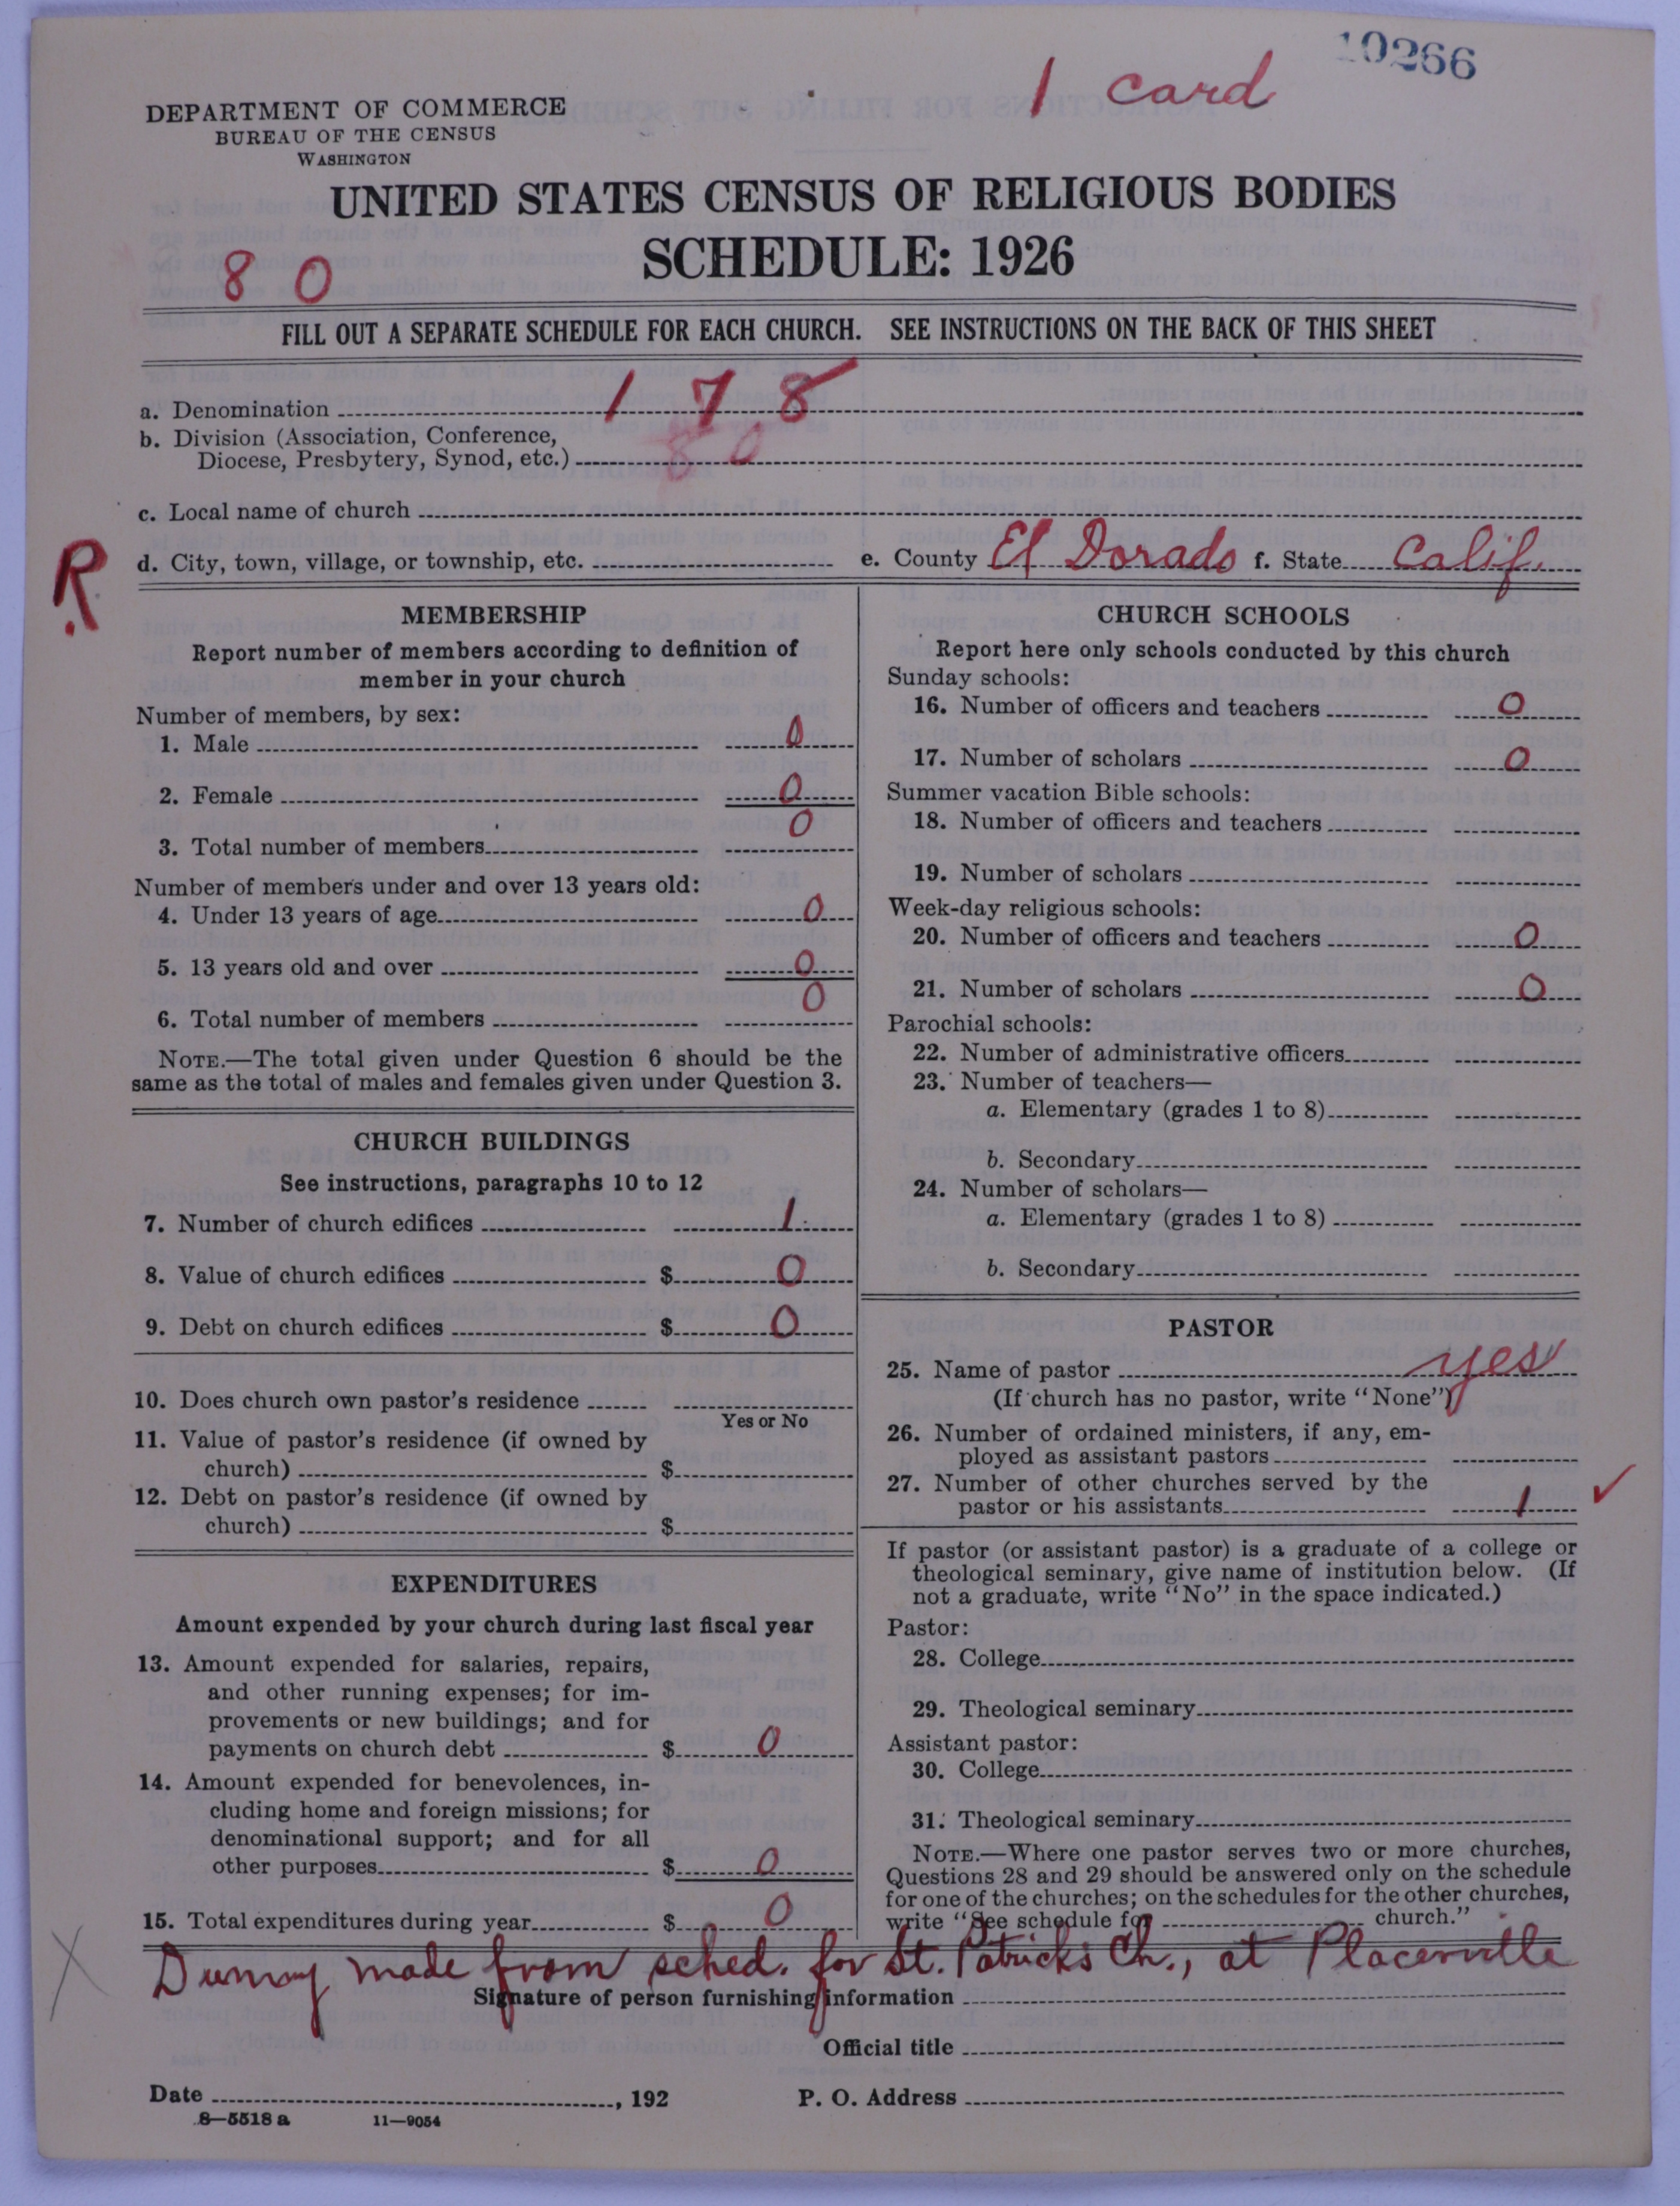 10266
1 card
DEPARTMENT OF COMMERCE
BUREAU OF THE CENSUS
WASHINGTON
UNITED STATES CENSUS OF RELIGIOUS BODIES
SCHEDULE: 1926
8 0
FILL OUT A SEPARATE SCHEDULE FOR EACH CHURCH. SEE INSTRUCTIONS ON THE BACK OF THIS SHEET
a. Denomination 1 7 8
b. Division (Association, Conference,
Diocese, Presbytery, Synod, etc.) 80
c. Local name of church
R.
d. City, town, village, or township, etc. e. County El Dorado f. State Calif.
MEMBERSHIP
Report number of members according to definition of
member in your church
Number of members, by sex:
1. Male 0
2. Female 0
0
3. Total number of members
Number of members under and over 13 years old:
4. Under 13 years of age 0
5. 13 years old and over 0
0
6. Total number of members
NOTE.—The total given under Question 6 should be the
same as the total of males and females given under Question 3.
CHURCH BUILDINGS
See instructions, paragraphs 10 to 12
7. Number of church edifices 1
8. Value of church edifices $ 0
9. Debt on church edifices $ 0
10. Does church own pastor's residence
Yes or No
11. Value of pastor's residence (if owned by
church) $
12. Debt on pastor's residence (if owned by
church) $
EXPENDITURES
Amount expended by your church during last fiscal year
13. Amount expended for salaries, repairs,
and other running expenses; for im-
provements or new buildings; and for
payments on church debt $ 0
14. Amount expended for benevolences, in-
cluding home and foreign missions; for
denominational support; and for all
other purposes $ 0
15. Total expenditures during year $ 0
CHURCH SCHOOLS
Report here only schools conducted by this church
Sunday schools:
16. Number of officers and teachers 0
17. Number of scholars 0
Summer vacation Bible schools:
18. Number of officers and teachers
19. Number of scholars
Week-day religious schools:
20. Number of officers and teachers 0
21. Number of scholars 0
Parochial schools:
22. Number of administrative officers
23. Number of teachers—
a. Elementary (grades 1 to 8)
b. Secondary
24. Number of scholars—
a. Elementary (grades 1 to 8)
b. Secondary
PASTOR
25. Name of pastor yes
(If church has no pastor, write "None")
26. Number of ordained ministers, if any, em-
ployed as assistant pastors
27. Number of other churches served by the
pastor or his assistants 1 ✓
If pastor (or assistant pastor) is a graduate of a college or
theological seminary, give name of institution below. (If
not a graduate, write "No" in the space indicated.)
Pastor:
28. College
29. Theological seminary
Assistant pastor:
30. College
31. Theological seminary
NOTE.—Where one pastor serves two or more churches,
Questions 28 and 29 should be answered only on the schedule
for one of the churches; on the schedules for the other churches,
write "See schedule for church."
X
Dummy made from sched. for St. Patricks Ch., at Placerville
Signature of person furnishing information
Official title
Date , 192 P. O. Address
8—5518 a 11—9054